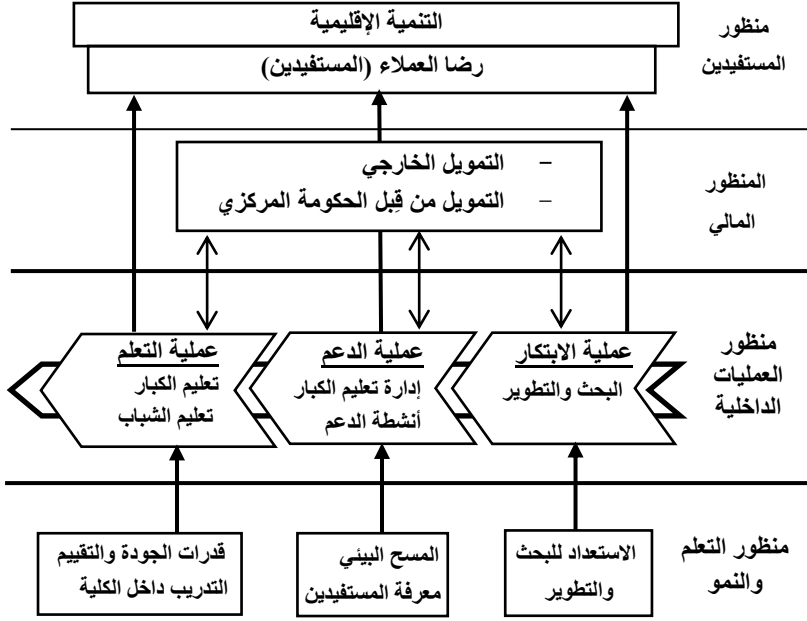 التنمية الإقليمية
رضا العملاء (المستفيدين)
منظور
المستفيدين
– التمويل الخارجي
– التمويل من قِبل الحكومة المركزي
المنظور
المالي
منظور
العمليات
الداخلية
عملية الابتكار
البحث والتطوير
عملية الدعم
إدارة تعليم الكبار
أنشطة الدعم
عملية التعلم
تعليم الكبار
تعليم الشباب
منظور التعلم
والنمو
الاستعداد للبحث
والتطوير
المسح البيئي
معرفة المستفيدين
قدرات الجودة والتقييم
التدريب داخل الكلية